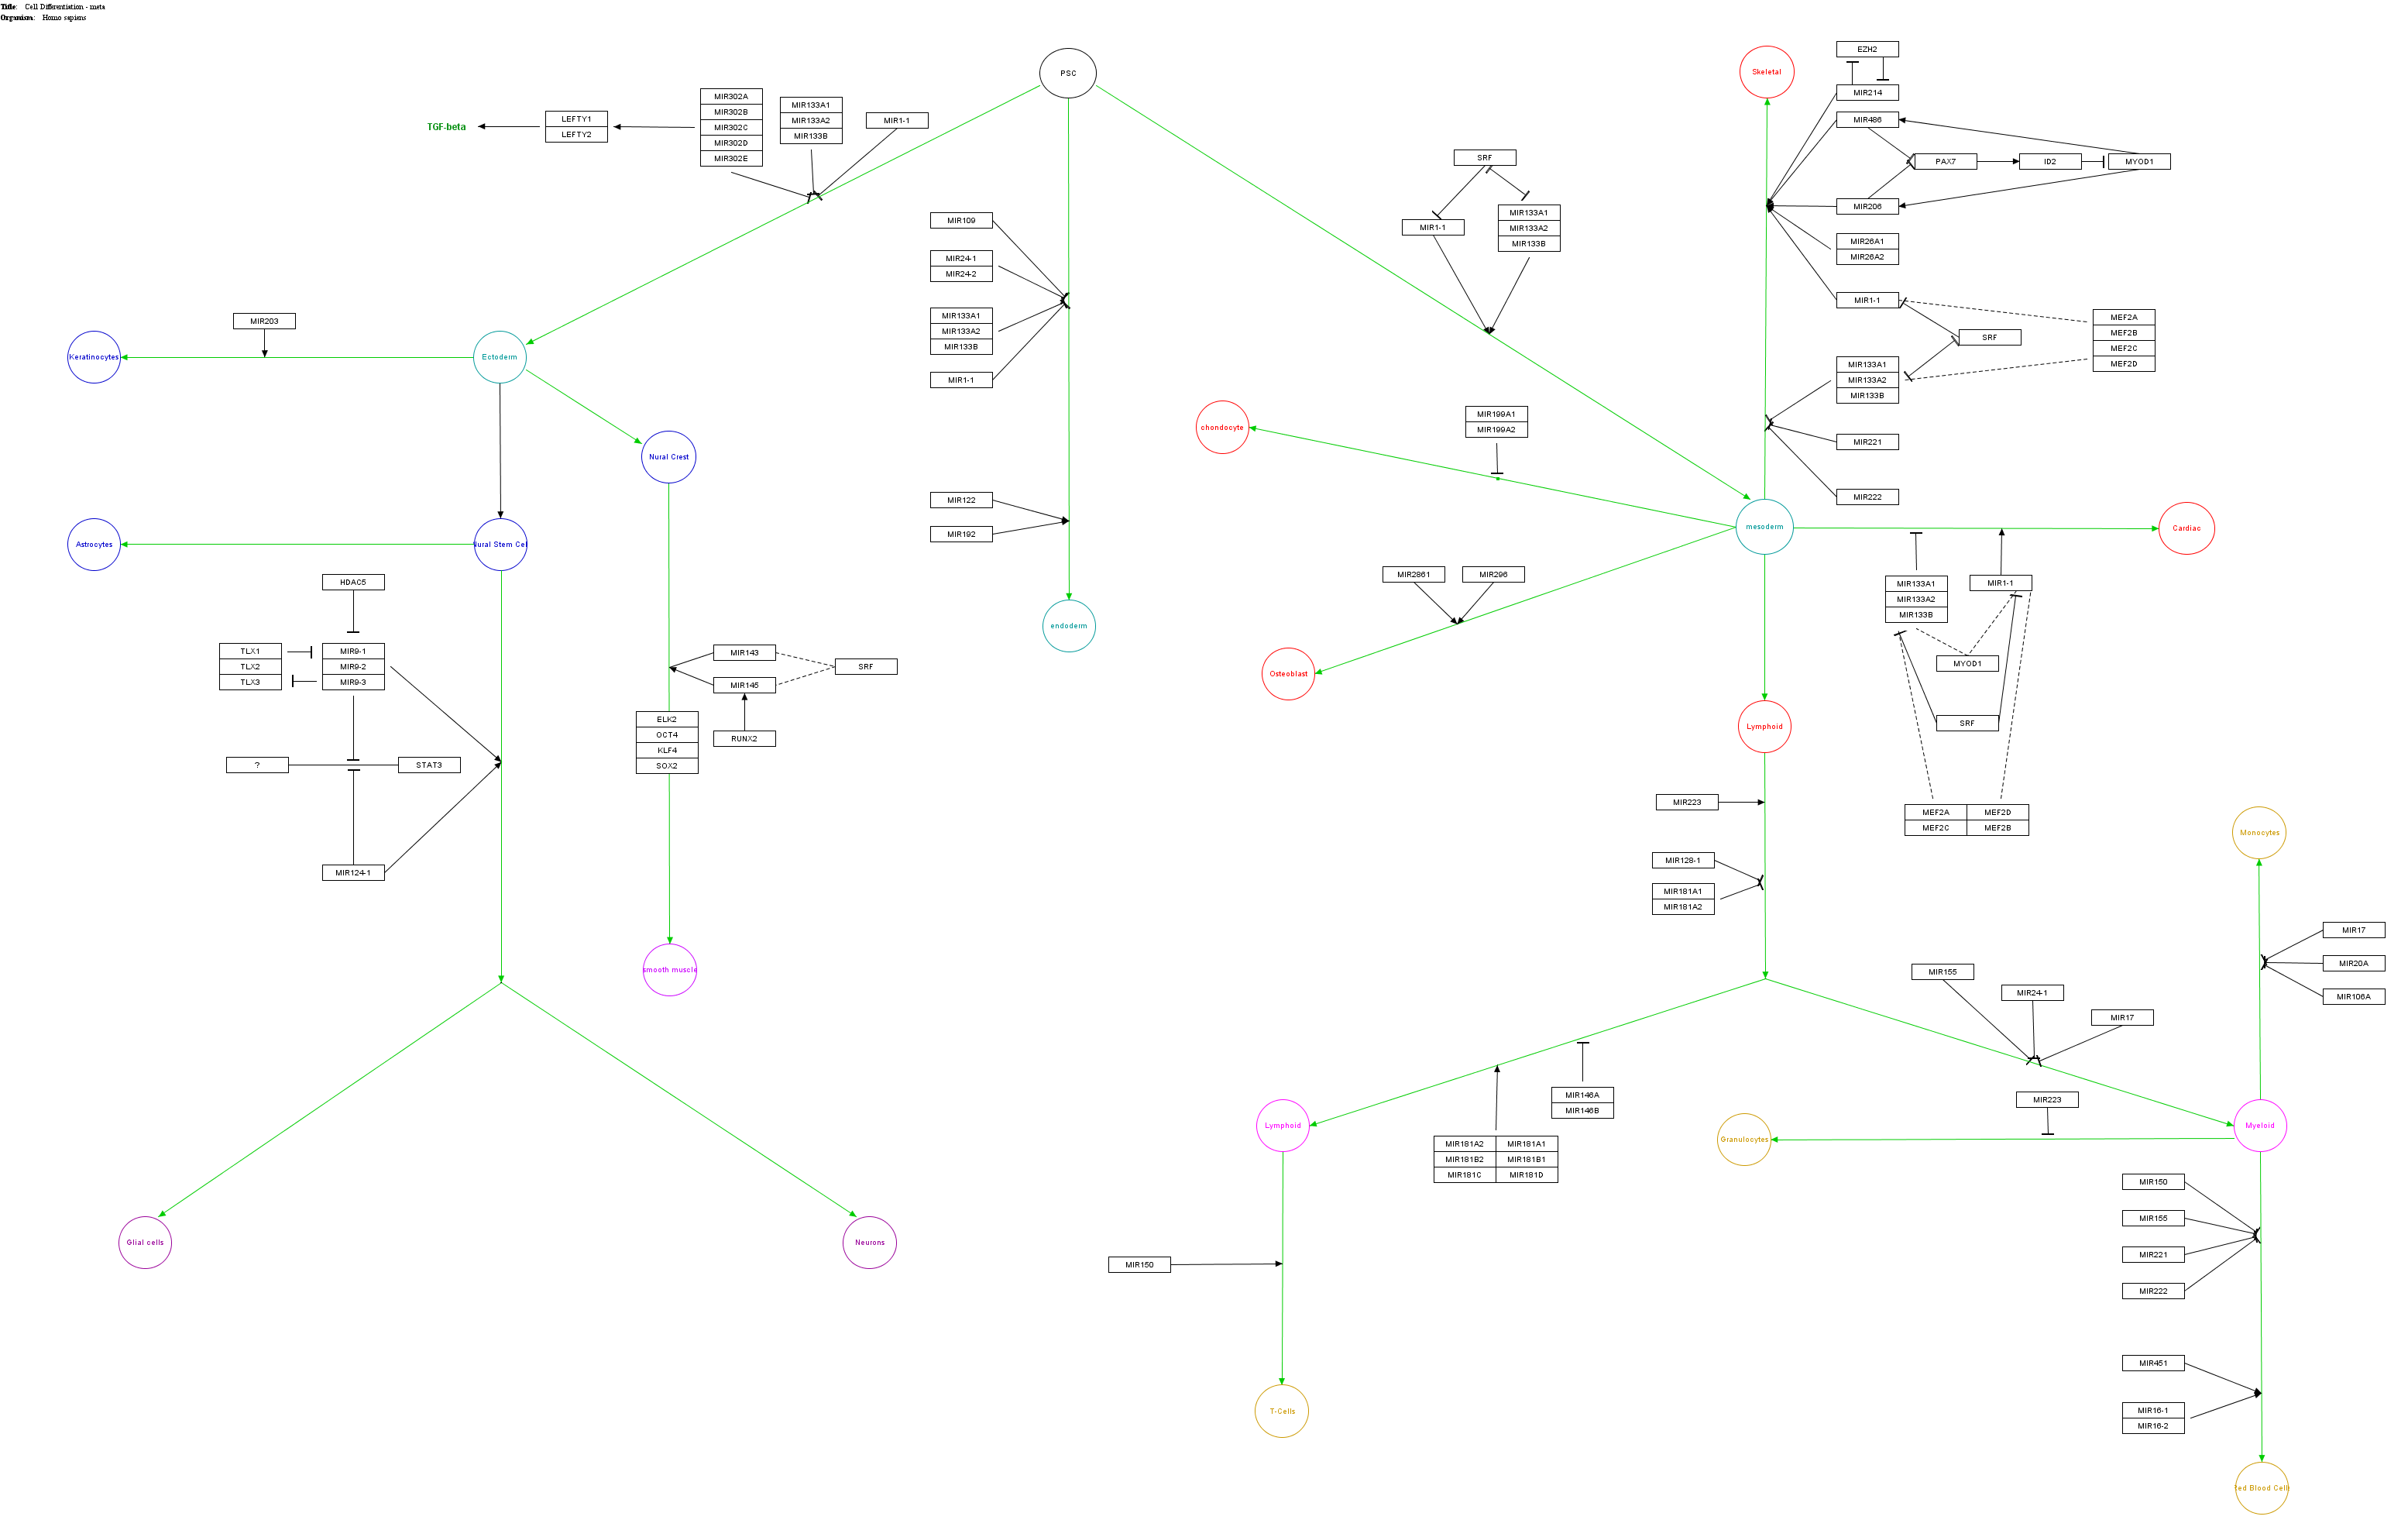 Title: Cell Differentiation - meta
Organism: Homo sapiens
PSC
TGF-beta
LEFTY1
LEFTY2
MIR302A
MIR302B
MIR302C
MIR302D
MIR302E
MIR133A1
MIR133A2
MIR133B
MIR1-1
MIR109
MIR24-1
MIR24-2
MIR133A1
MIR133A2
MIR133B
MIR1-1
MIR122
MIR192
endoderm
MIR203
Keratinocytes
Ectoderm
Nural Crest
Astrocytes
Nural Stem Cell
HDAC5
TLX1
TLX2
TLX3
MIR9-1
MIR9-2
MIR9-3
?
STAT3
MIR124-1
MIR143
MIR145
SRF
RUNX2
ELK2
OCT4
KLF4
SOX2
smooth muscle
Glial cells
Neurons
SRF
MIR1-1
MIR133A1
MIR133A2
MIR133B
Skeletal
EZH2
MIR214
MIR486
PAX7
ID2
MYOD1
MIR206
MIR26A1
MIR26A2
MIR1-1
MEF2A
MEF2B
MEF2C
MEF2D
SRF
MIR133A1
MIR133A2
MIR133B
MIR221
MIR222
chondocyte
MIR199A1
MIR199A2
mesoderm
Cardiac
MIR2861
MIR296
Osteoblast
MIR133A1
MIR133A2
MIR133B
MIR1-1
MYOD1
SRF
MEF2A
MEF2D
MEF2C
MEF2B
Lymphoid
MIR223
MIR128-1
MIR181A1
MIR181A2
Monocytes
MIR17
MIR20A
MIR106A
MIR155
MIR24-1
MIR17
MIR146A
MIR146B
MIR181A2
MIR181A1
MIR181B2
MIR181B1
MIR181C
MIR181D
Lymphoid
MIR223
Granulocytes
Myeloid
MIR150
MIR155
MIR221
MIR222
MIR150
MIR451
MIR16-1
MIR16-2
T-Cells
Red Blood Cells